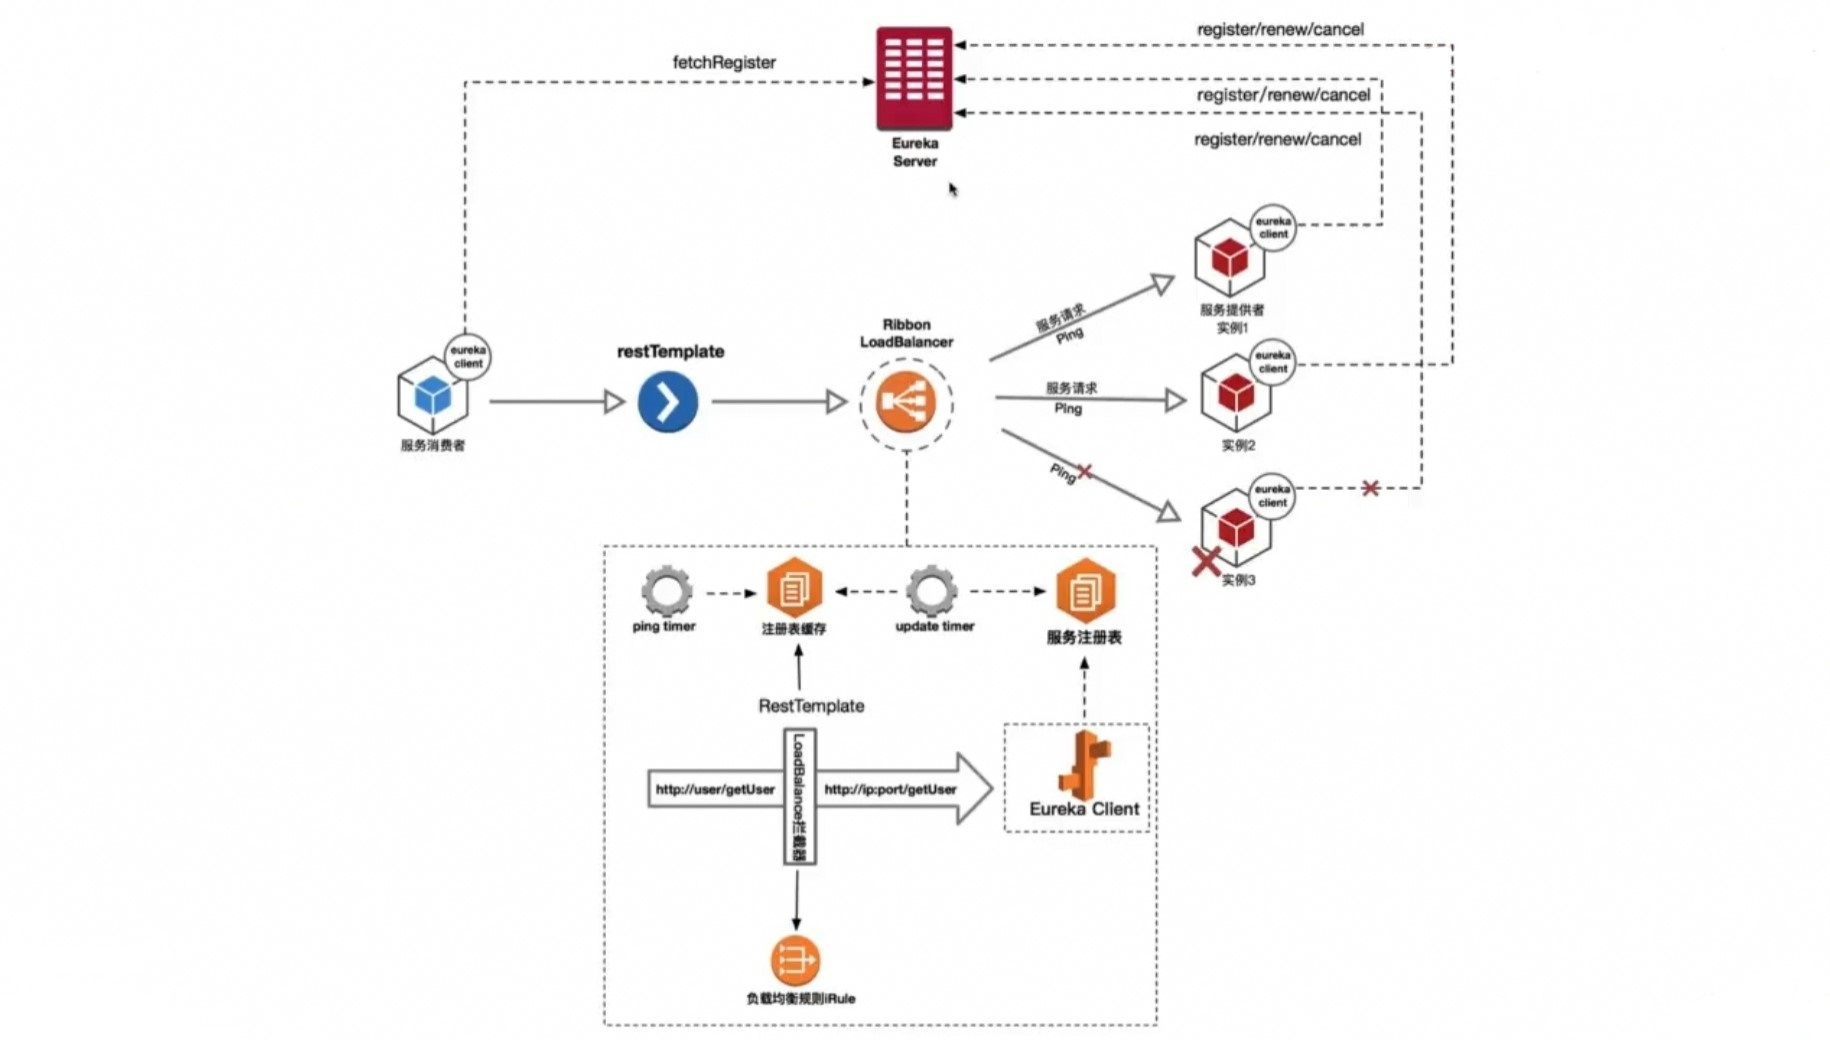 register/renew/cancel
fetchRegister
register/renew/cancel
register/renew/cancel
Eureka
Server
eureka
client
服务请求
Ping
服务提供者
实例1
Ribbon
LoadBalancer
restTemplate
eureka
client
eureka
client
服务请求
Ping
服务消费者
实例2
Ping
eureka
client
实例3
ping timer
注册表缓存
update timer
服务注册表
RestTemplate
LoadBalance拦截器
http://user/getUser
http://ip:port/getUser
Eureka Client
负载均衡规则iRule